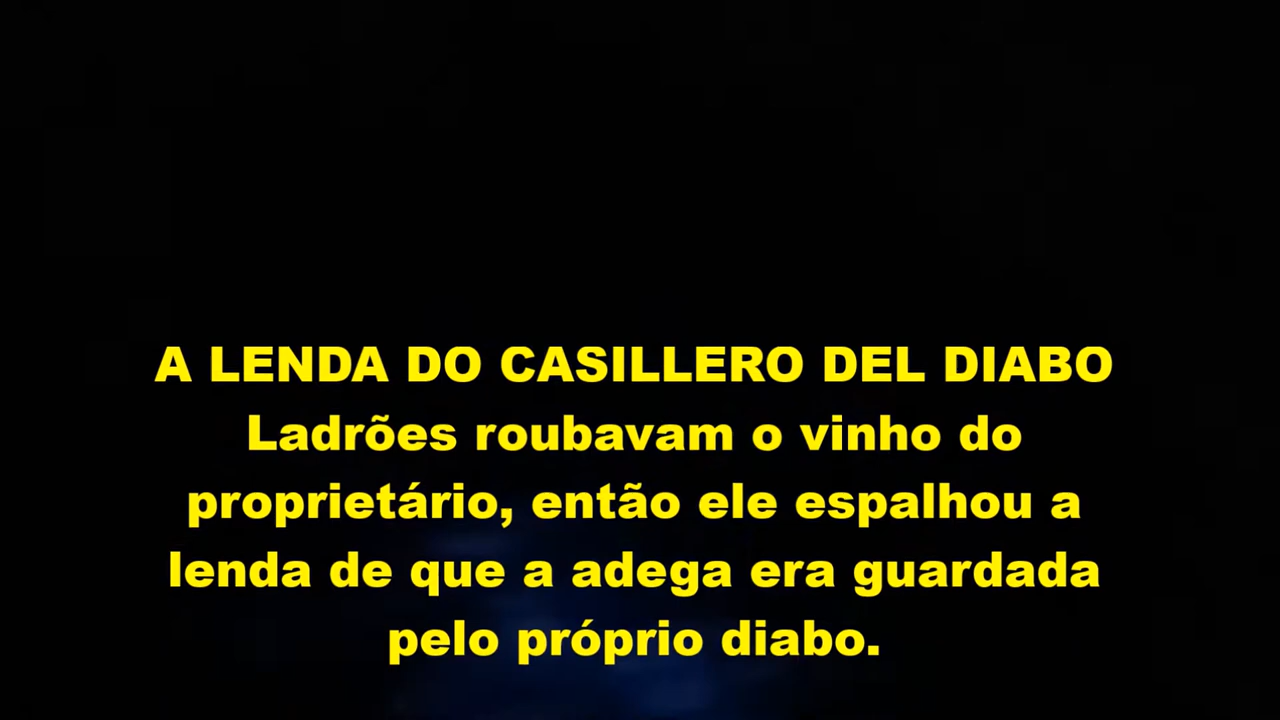 A LENDA DO CASILLERO DEL DIABO
Ladrões roubavam o vinho do
proprietário, então ele espalhou a
lenda de que a adega era guardada
pelo próprio diabo.